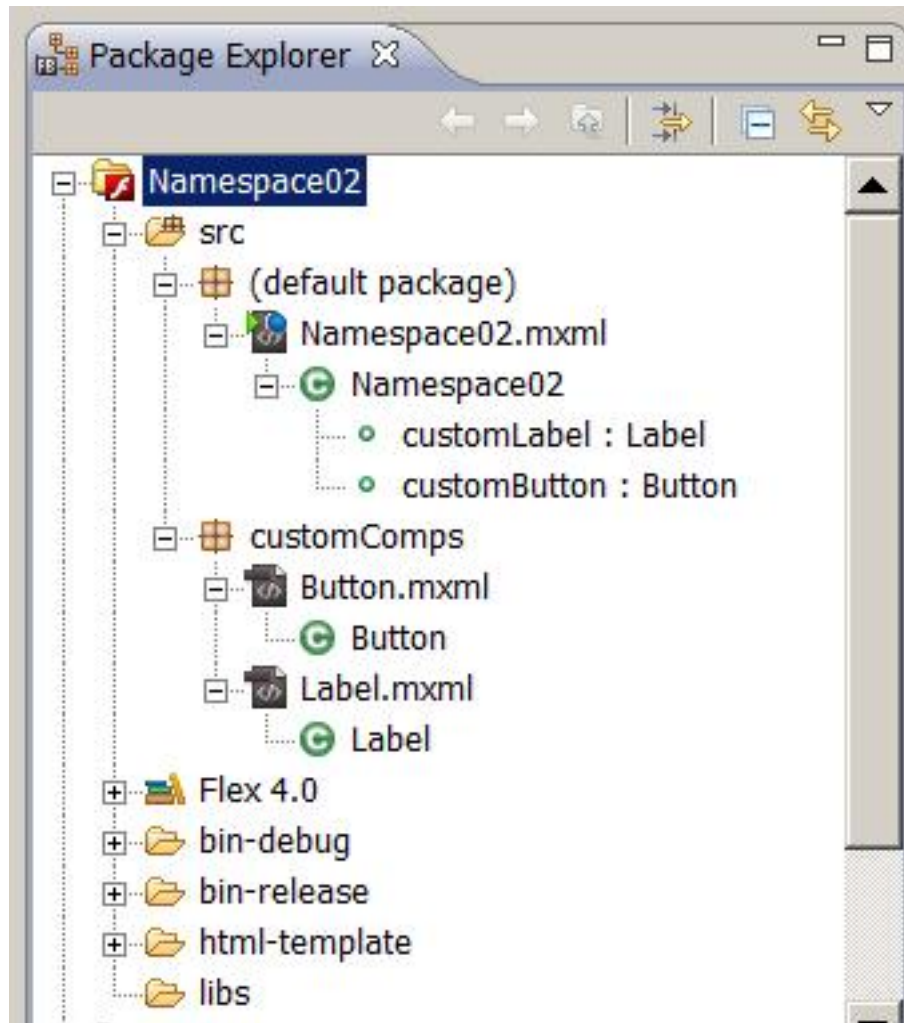 Package Explorer
Namespace02
src
(default package)
Namespace02.mxml
Namespace02
customLabel : Label
customButton : Button
customComps
Button.mxml
Button
Label.mxml
Label
Flex 4.0
bin-debug
bin-release
html-template
libs